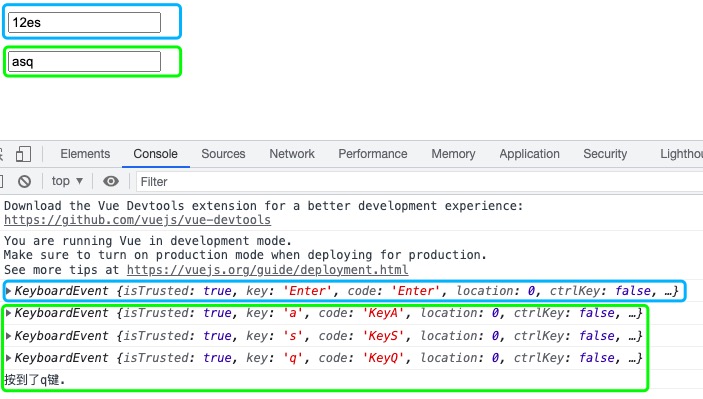 12es
asq
Elements Console Sources Network Performance Memory Application Security Lighthou
top ▼ Filter
Download the Vue Devtools extension for a better development experience:
https://github.com/vuejs/vue-devtools
You are running Vue in development mode.
Make sure to turn on production mode when deploying for production.
See more tips at https://vuejs.org/guide/deployment.html
KeyboardEvent {isTrusted: true, key: 'Enter', code: 'Enter', location: 0, ctrlKey: false, …}
KeyboardEvent {isTrusted: true, key: 'a', code: 'KeyA', location: 0, ctrlKey: false, …}
KeyboardEvent {isTrusted: true, key: 's', code: 'KeyS', location: 0, ctrlKey: false, …}
KeyboardEvent {isTrusted: true, key: 'q', code: 'KeyQ', location: 0, ctrlKey: false, …}
按到了q键.